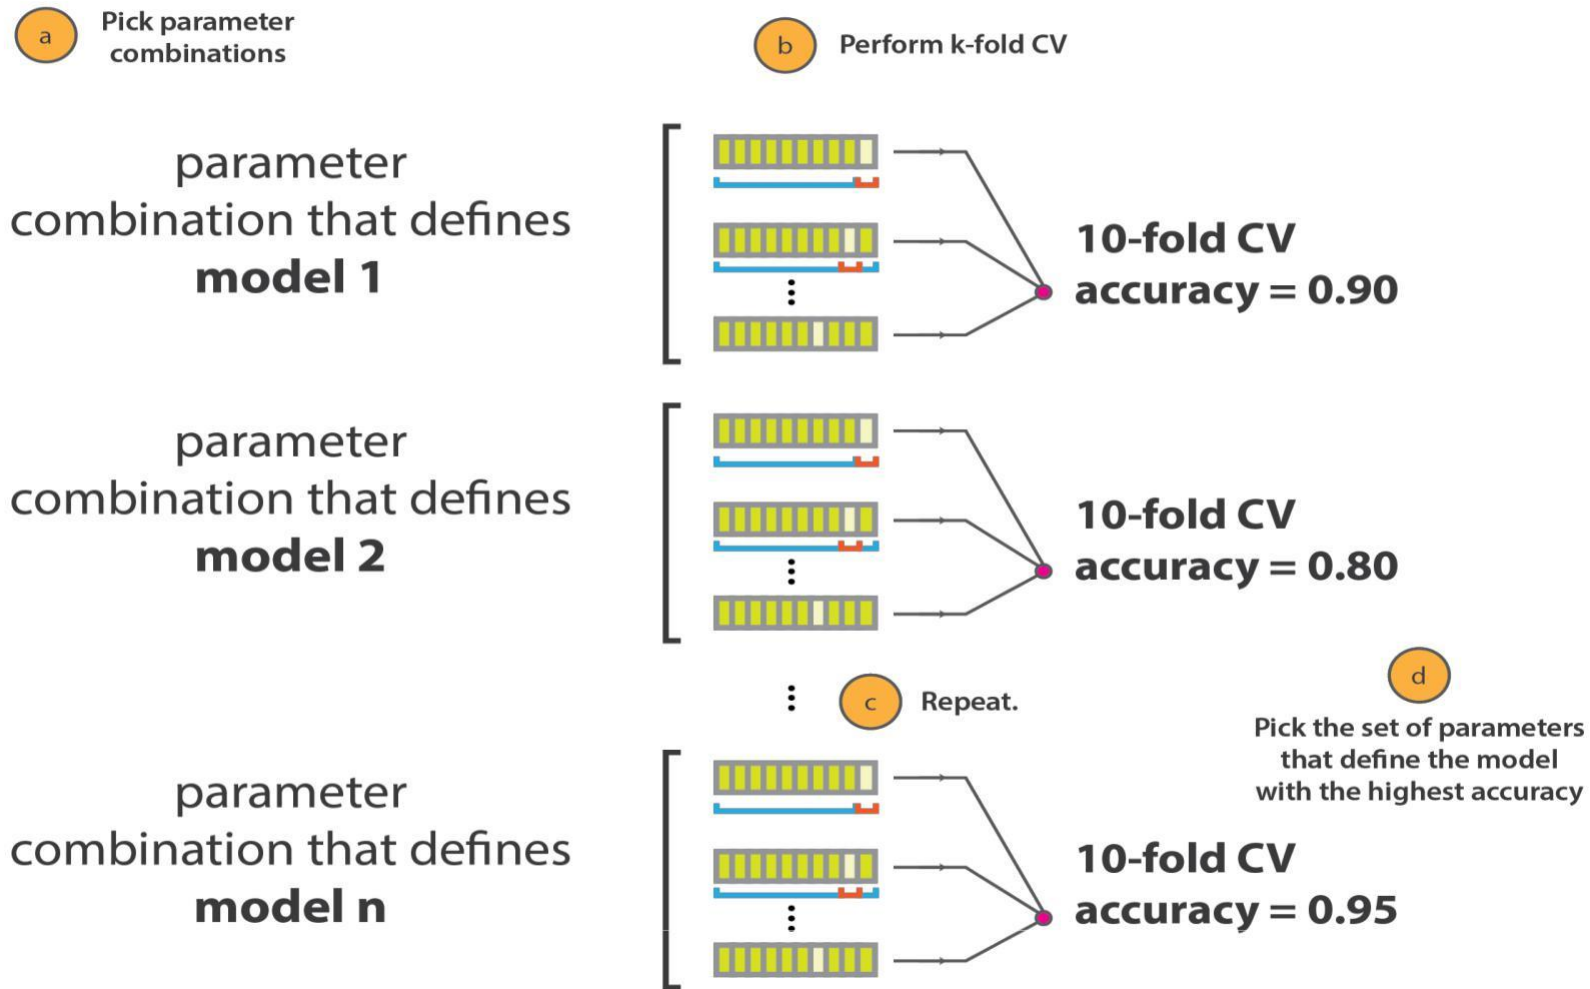 a
Pick parameter
combinations
b
Perform k-fold CV
parameter
combination that defines
model 1
10-fold CV
accuracy = 0.90
parameter
combination that defines
model 2
10-fold CV
accuracy = 0.80
c
Repeat.
d
Pick the set of parameters
that define the model
with the highest accuracy
parameter
combination that defines
model n
10-fold CV
accuracy = 0.95